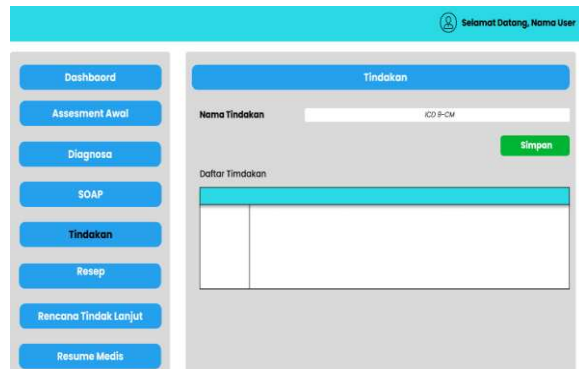 Selamat Datang, Nama User
Dashbaord
Assesment Awal
Diagnosa
SOAP
Tindakan
Resep
Rencana Tindak Lanjut
Resume Medis
Tindakan
Nama Tindakan
ICD 9-CM
Simpan
Daftar Timdakan